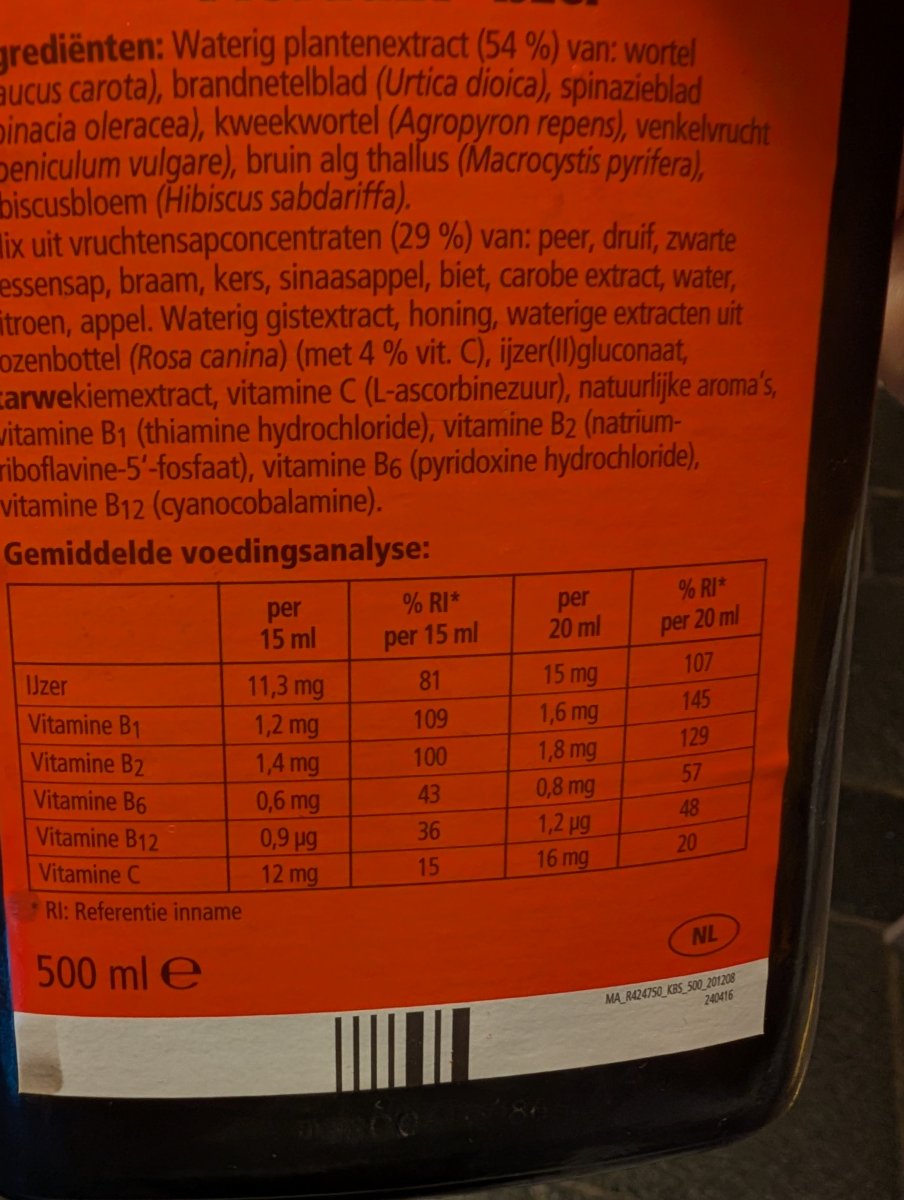 grediënten: Waterig plantenextract (54 %) van: wortel
aucus carota), brandnetelblad (Urtica dioica), spinazieblad
pinacia oleracea), kweekwortel (Agropyron repens), venkelvrucht
oeniculum vulgare), bruin alg thallus (Macrocystis pyrifera),
biscusbloem (Hibiscus sabdariffa).
lix uit vruchtensapconcentraten (29 %) van: peer, druif, zwarte
essensap, braam, kers, sinaasappel, biet, carobe extract, water,
itroen, appel. Waterig gistextract, honing, waterige extracten uit
ozenbottel (Rosa canina) (met 4 % vit. C), ijzer(II)gluconaat,
tarwekiemextract, vitamine C (L-ascorbinezuur), natuurlijke aroma's,
vitamine B1 (thiamine hydrochloride), vitamine B2 (natrium-
riboflavine-5'-fosfaat), vitamine B6 (pyridoxine hydrochloride),
vitamine B12 (cyanocobalamine).
Gemiddelde voedingsanalyse:
per 15 ml % RI* per 15 ml per 20 ml % RI* per 20 ml
IJzer 11,3 mg 81 15 mg 107
Vitamine B1 1,2 mg 109 1,6 mg 145
Vitamine B2 1,4 mg 100 1,8 mg 129
Vitamine B6 0,6 mg 43 0,8 mg 57
Vitamine B12 0,9 µg 36 1,2 µg 48
Vitamine C 12 mg 15 16 mg 20
* RI: Referentie inname
NL
500 ml e
MA_R424750_KBS_500_201208
240416